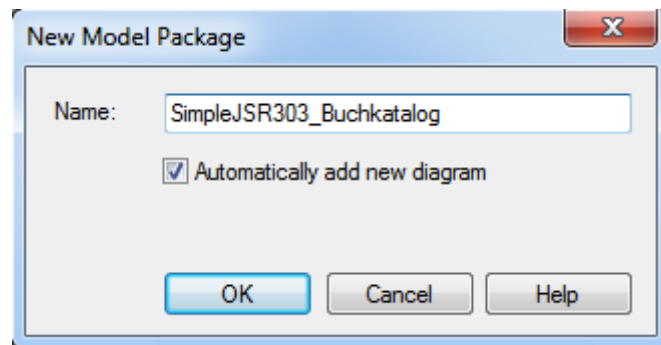 New Model Package
Name: SimpleJSR303_Buchkatalog
Automatically add new diagram
OK Cancel Help